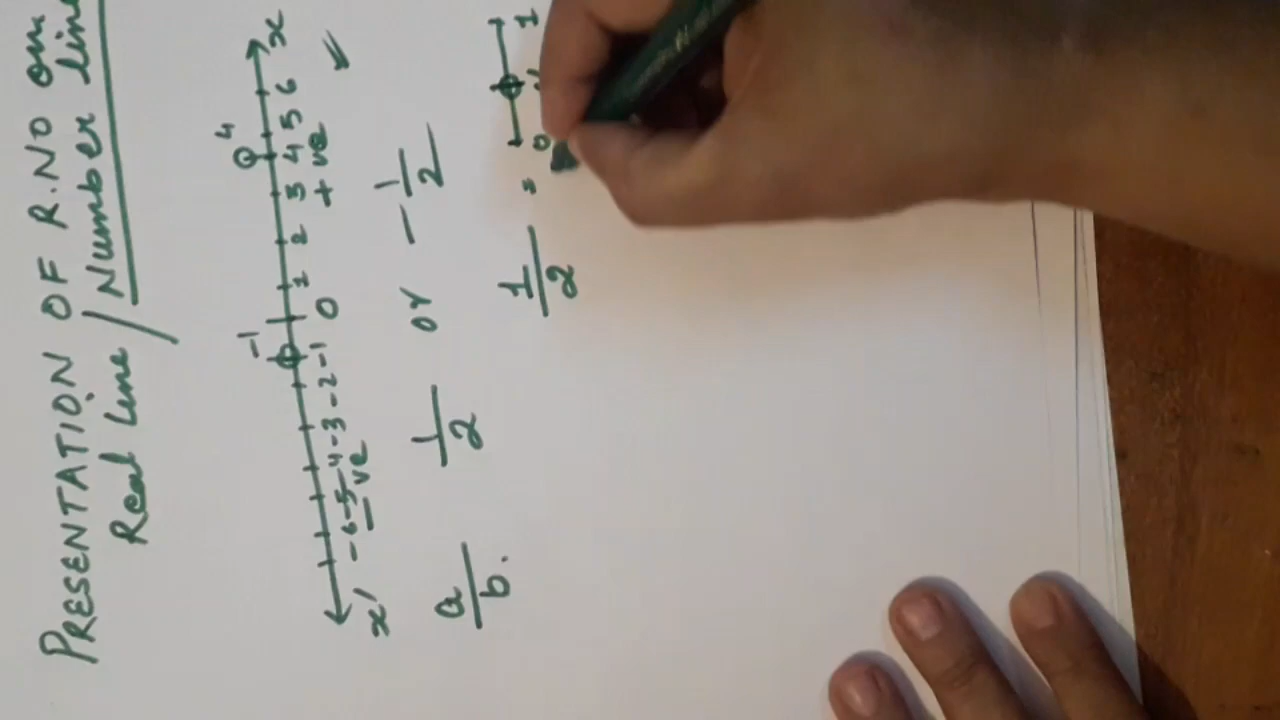 PRESENTATION OF R.NO on
Real Line / Number line
-1 4
x' -6 -5 -4 -3 -2 -1 0 1 2 3 4 5 6 x
-ve +ve
a/b. 1/2 or -1/2
1/2 = 0 1